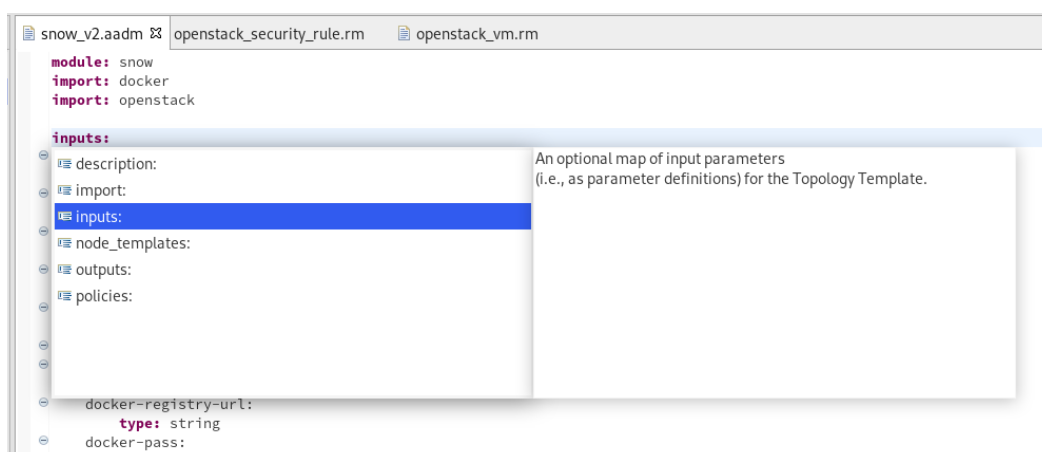 snow_v2.aadm openstack_security_rule.rm openstack_vm.rm
module: snow
import: docker
import: openstack
inputs:
description:
import:
inputs:
node_templates:
outputs:
policies:
An optional map of input parameters
(i.e., as parameter definitions) for the Topology Template.
docker-registry-url:
type: string
docker-pass: